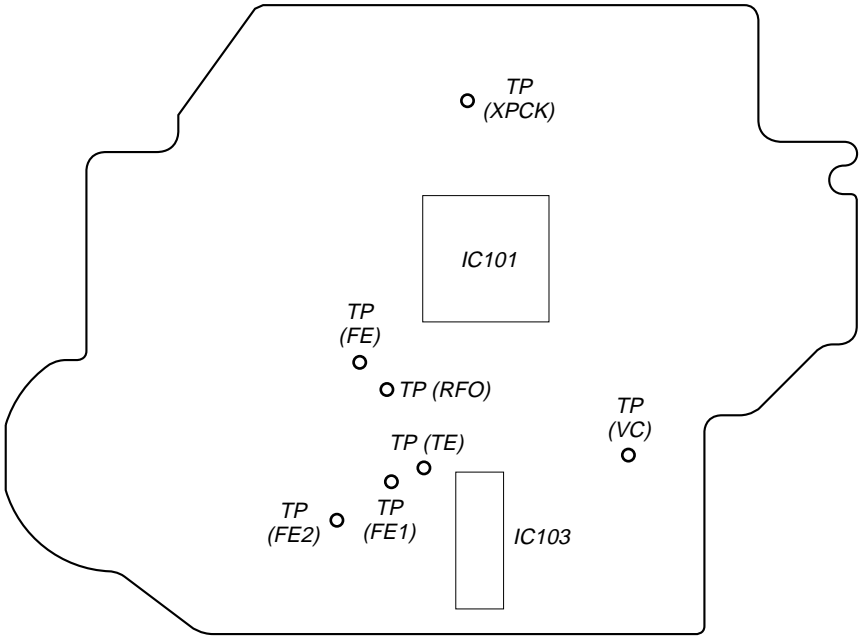 TP
(XPCK)
IC101
TP
(FE)
TP (RFO)
TP
(VC)
TP (TE)
TP
(FE2)
TP
(FE1)
IC103